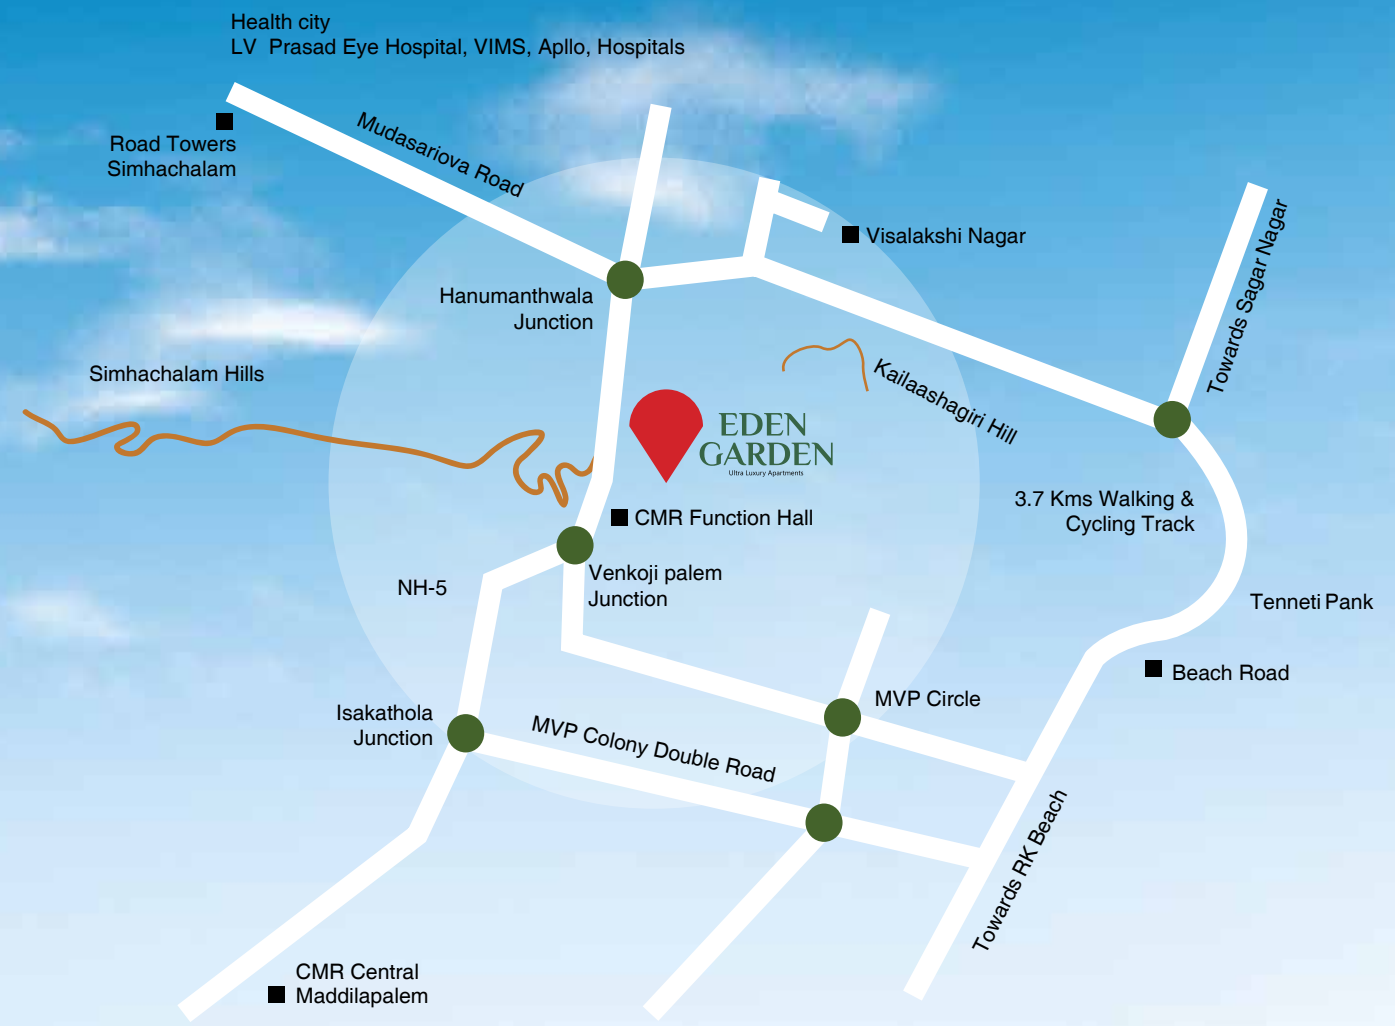 Health city
LV Prasad Eye Hospital, VIMS, Apllo, Hospitals
Road Towers
Simhachalam
Mudasariova Road
Visalakshi Nagar
Towards Sagar Nagar
Hanumanthwala
Junction
Simhachalam Hills
Kailaashagiri Hill
EDEN
GARDEN
Ultra Luxury Apartments
3.7 Kms Walking &
Cycling Track
CMR Function Hall
NH-5
Venkoji palem
Junction
Tenneti Pank
Beach Road
MVP Circle
Isakathola
Junction
MVP Colony Double Road
Towards RK Beach
CMR Central
Maddilapalem